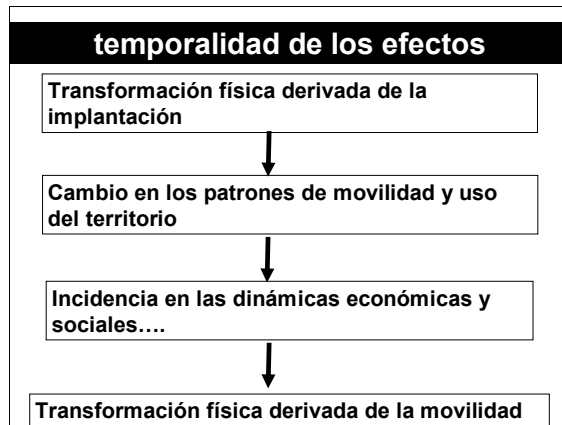 temporalidad de los efectos
Transformación física derivada de la
implantación
Cambio en los patrones de movilidad y uso
del territorio
Incidencia en las dinámicas económicas y
sociales….
Transformación física derivada de la movilidad